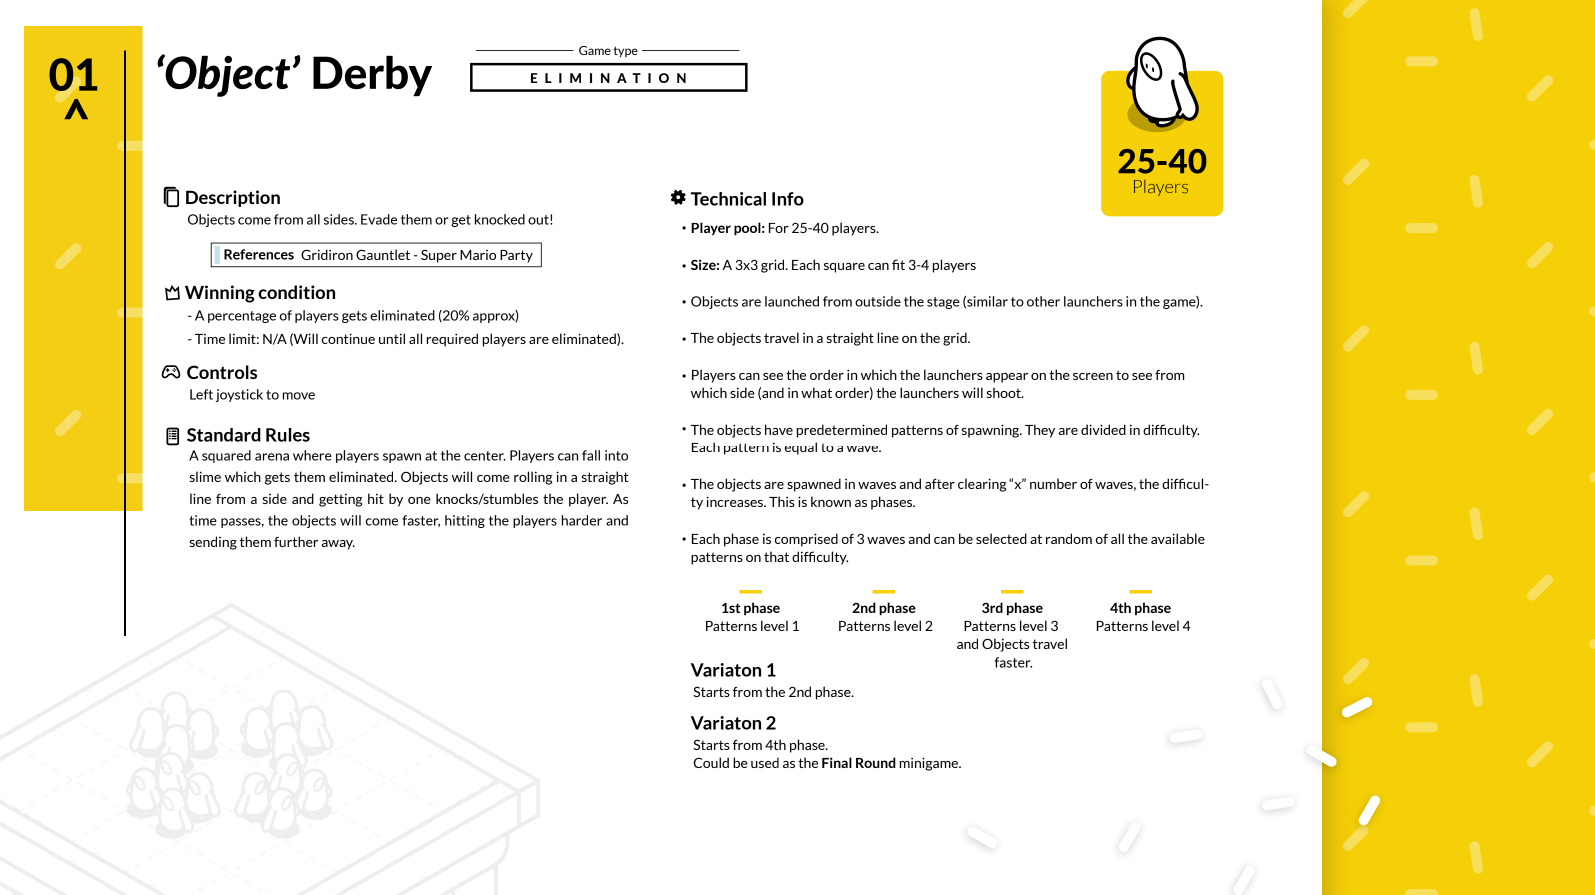 01
‘Object’ Derby
Game type
ELIMINATION
25-40
Players
Description
Objects come from all sides. Evade them or get knocked out!
References Gridiron Gauntlet - Super Mario Party
Winning condition
- A percentage of players gets eliminated (20% approx)
- Time limit: N/A (Will continue until all required players are eliminated).
Controls
Left joystick to move
Standard Rules
A squared arena where players spawn at the center. Players can fall into
slime which gets them eliminated. Objects will come rolling in a straight
line from a side and getting hit by one knocks/stumbles the player. As
time passes, the objects will come faster, hitting the players harder and
sending them further away.
Technical Info
• Player pool: For 25-40 players.
• Size: A 3x3 grid. Each square can fit 3-4 players
• Objects are launched from outside the stage (similar to other launchers in the game).
• The objects travel in a straight line on the grid.
• Players can see the order in which the launchers appear on the screen to see from
which side (and in what order) the launchers will shoot.
• The objects have predetermined patterns of spawning. They are divided in difficulty.
Each pattern is equal to a wave.
• The objects are spawned in waves and after clearing “x” number of waves, the difficul-
ty increases. This is known as phases.
• Each phase is comprised of 3 waves and can be selected at random of all the available
patterns on that difficulty.
1st phase
Patterns level 1
2nd phase
Patterns level 2
3rd phase
Patterns level 3
and Objects travel
faster.
4th phase
Patterns level 4
Variaton 1
Starts from the 2nd phase.
Variaton 2
Starts from 4th phase.
Could be used as the Final Round minigame.